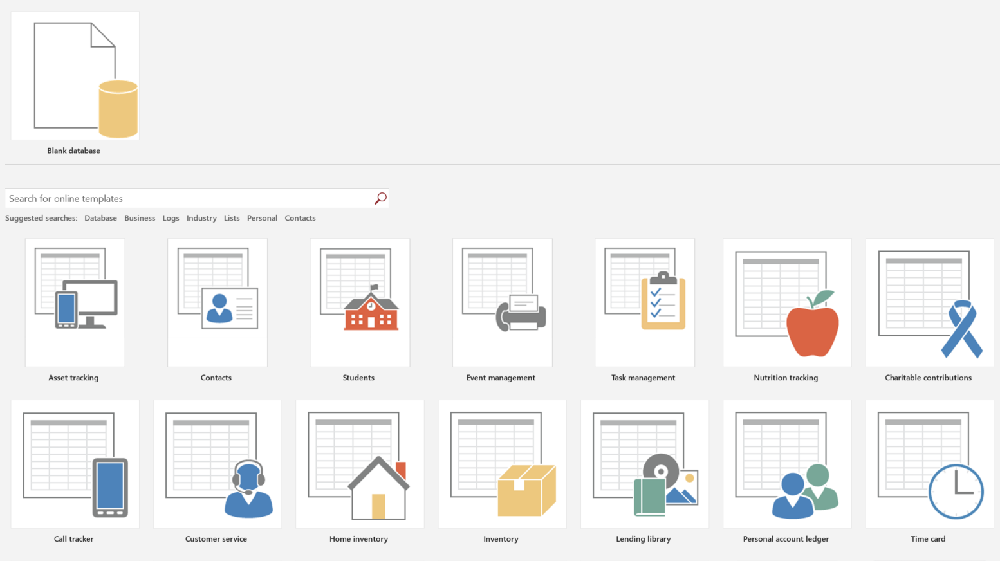 Blank database
Search for online templates
Suggested searches: Database Business Logs Industry Lists Personal Contacts
Asset tracking
Contacts
Students
Event management
Task management
Nutrition tracking
Charitable contributions
Call tracker
Customer service
Home inventory
Inventory
Lending library
Personal account ledger
Time card